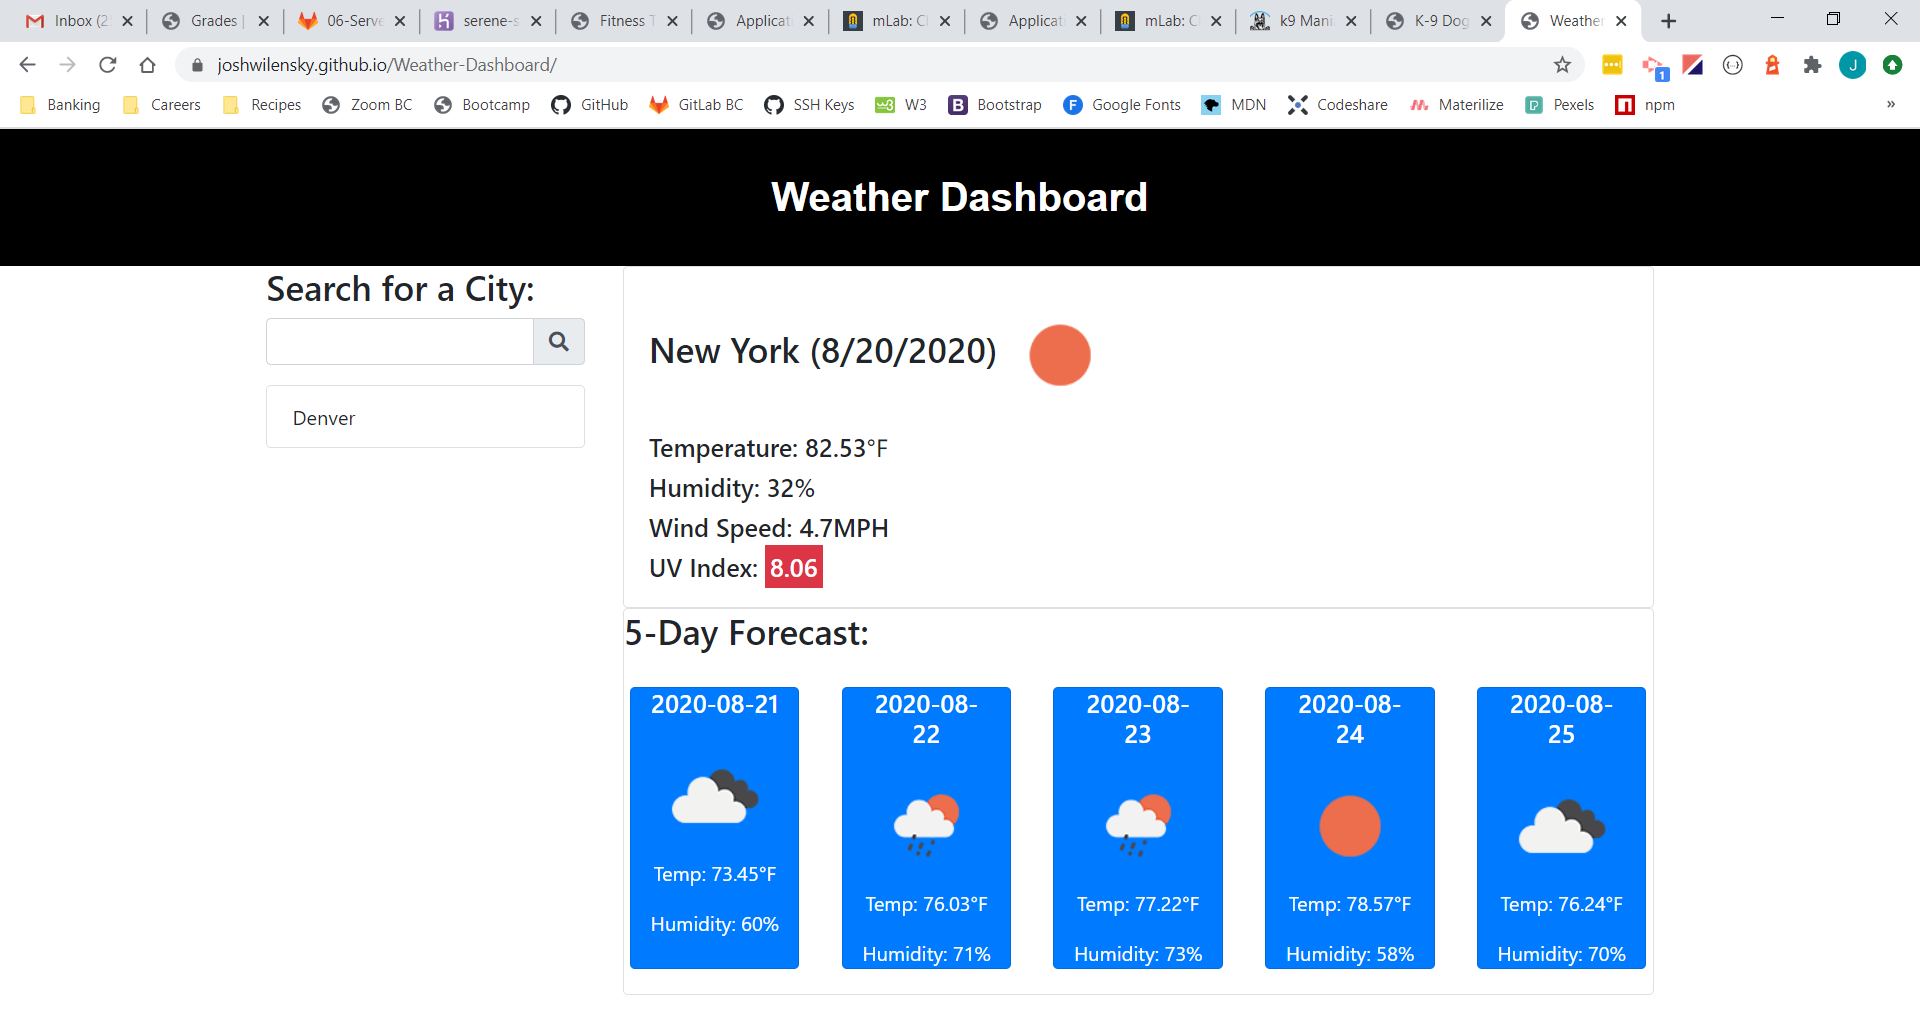 Inbox (2 Grades | 06-Serve serene-s Fitness T Applicat mLab: Cl Applicat mLab: Cl k9 Mani K-9 Dog Weather
joshwilensky.github.io/Weather-Dashboard/
1 J
Banking Careers Recipes Zoom BC Bootcamp GitHub GitLab BC SSH Keys W3 Bootstrap Google Fonts MDN Codeshare Materilize Pexels npm »
Weather Dashboard
Search for a City:
Denver
New York (8/20/2020)
Temperature: 82.53°F
Humidity: 32%
Wind Speed: 4.7MPH
UV Index: 8.06
5-Day Forecast:
2020-08-21
Temp: 73.45°F
Humidity: 60%
2020-08-
22
Temp: 76.03°F
Humidity: 71%
2020-08-
23
Temp: 77.22°F
Humidity: 73%
2020-08-
24
Temp: 78.57°F
Humidity: 58%
2020-08-
25
Temp: 76.24°F
Humidity: 70%